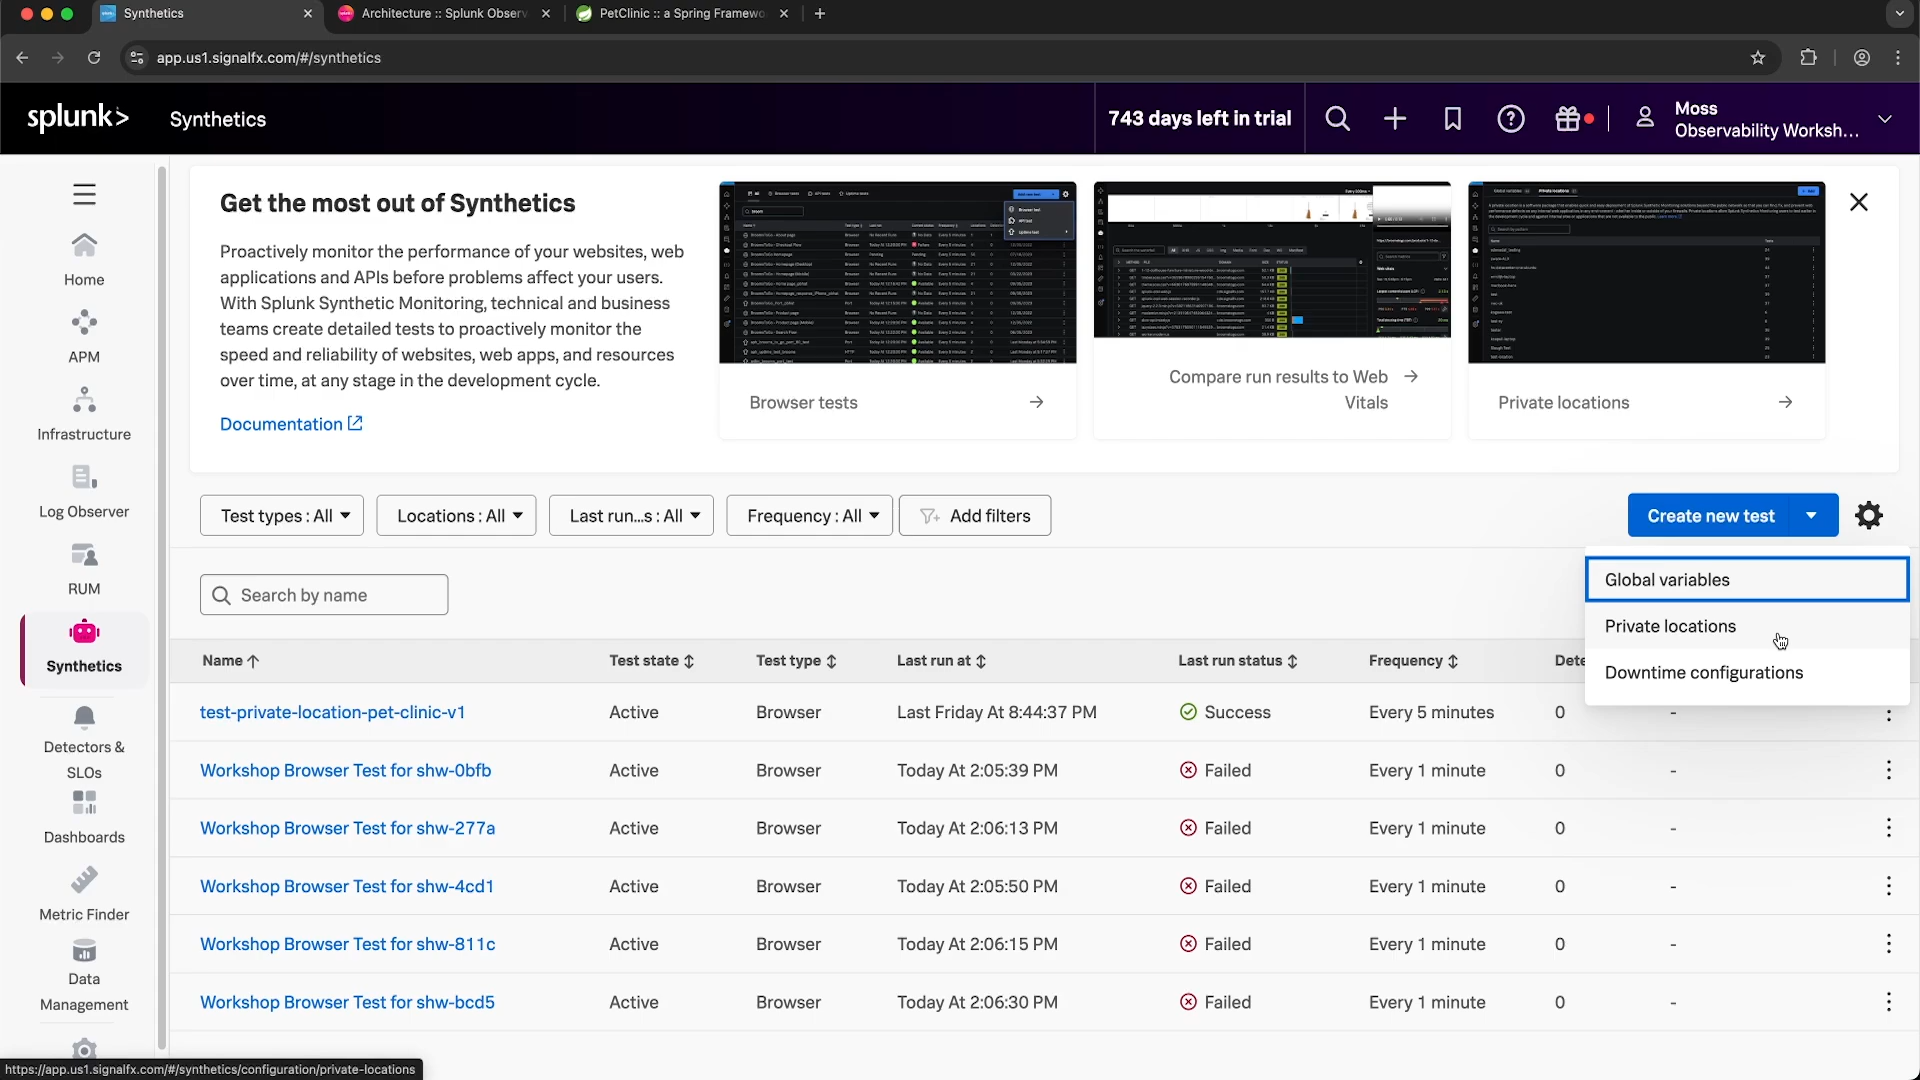 Synthetics
Architecture :: Splunk Observ
PetClinic :: a Spring Framewo
app.us1.signalfx.com/#/synthetics
splunk>
Synthetics
743 days left in trial
Moss
Observability Worksh...
Home
APM
Infrastructure
Log Observer
RUM
Synthetics
Detectors &
SLOs
Dashboards
Metric Finder
Data
Management
Get the most out of Synthetics
Proactively monitor the performance of your websites, web
applications and APIs before problems affect your users.
With Splunk Synthetic Monitoring, technical and business
teams create detailed tests to proactively monitor the
speed and reliability of websites, web apps, and resources
over time, at any stage in the development cycle.
Documentation
Browser tests
Compare run results to Web
Vitals
Private locations
Test types : All
Locations : All
Last run...s : All
Frequency : All
Add filters
Create new test
Global variables
Private locations
Downtime configurations
Search by name
Name Test state Test type Last run at Last run status Frequency Dete
test-private-location-pet-clinic-v1 Active Browser Last Friday At 8:44:37 PM Success Every 5 minutes 0 -
Workshop Browser Test for shw-0bfb Active Browser Today At 2:05:39 PM Failed Every 1 minute 0 -
Workshop Browser Test for shw-277a Active Browser Today At 2:06:13 PM Failed Every 1 minute 0 -
Workshop Browser Test for shw-4cd1 Active Browser Today At 2:05:50 PM Failed Every 1 minute 0 -
Workshop Browser Test for shw-811c Active Browser Today At 2:06:15 PM Failed Every 1 minute 0 -
Workshop Browser Test for shw-bcd5 Active Browser Today At 2:06:30 PM Failed Every 1 minute 0 -
https://app.us1.signalfx.com/#/synthetics/configuration/private-locations